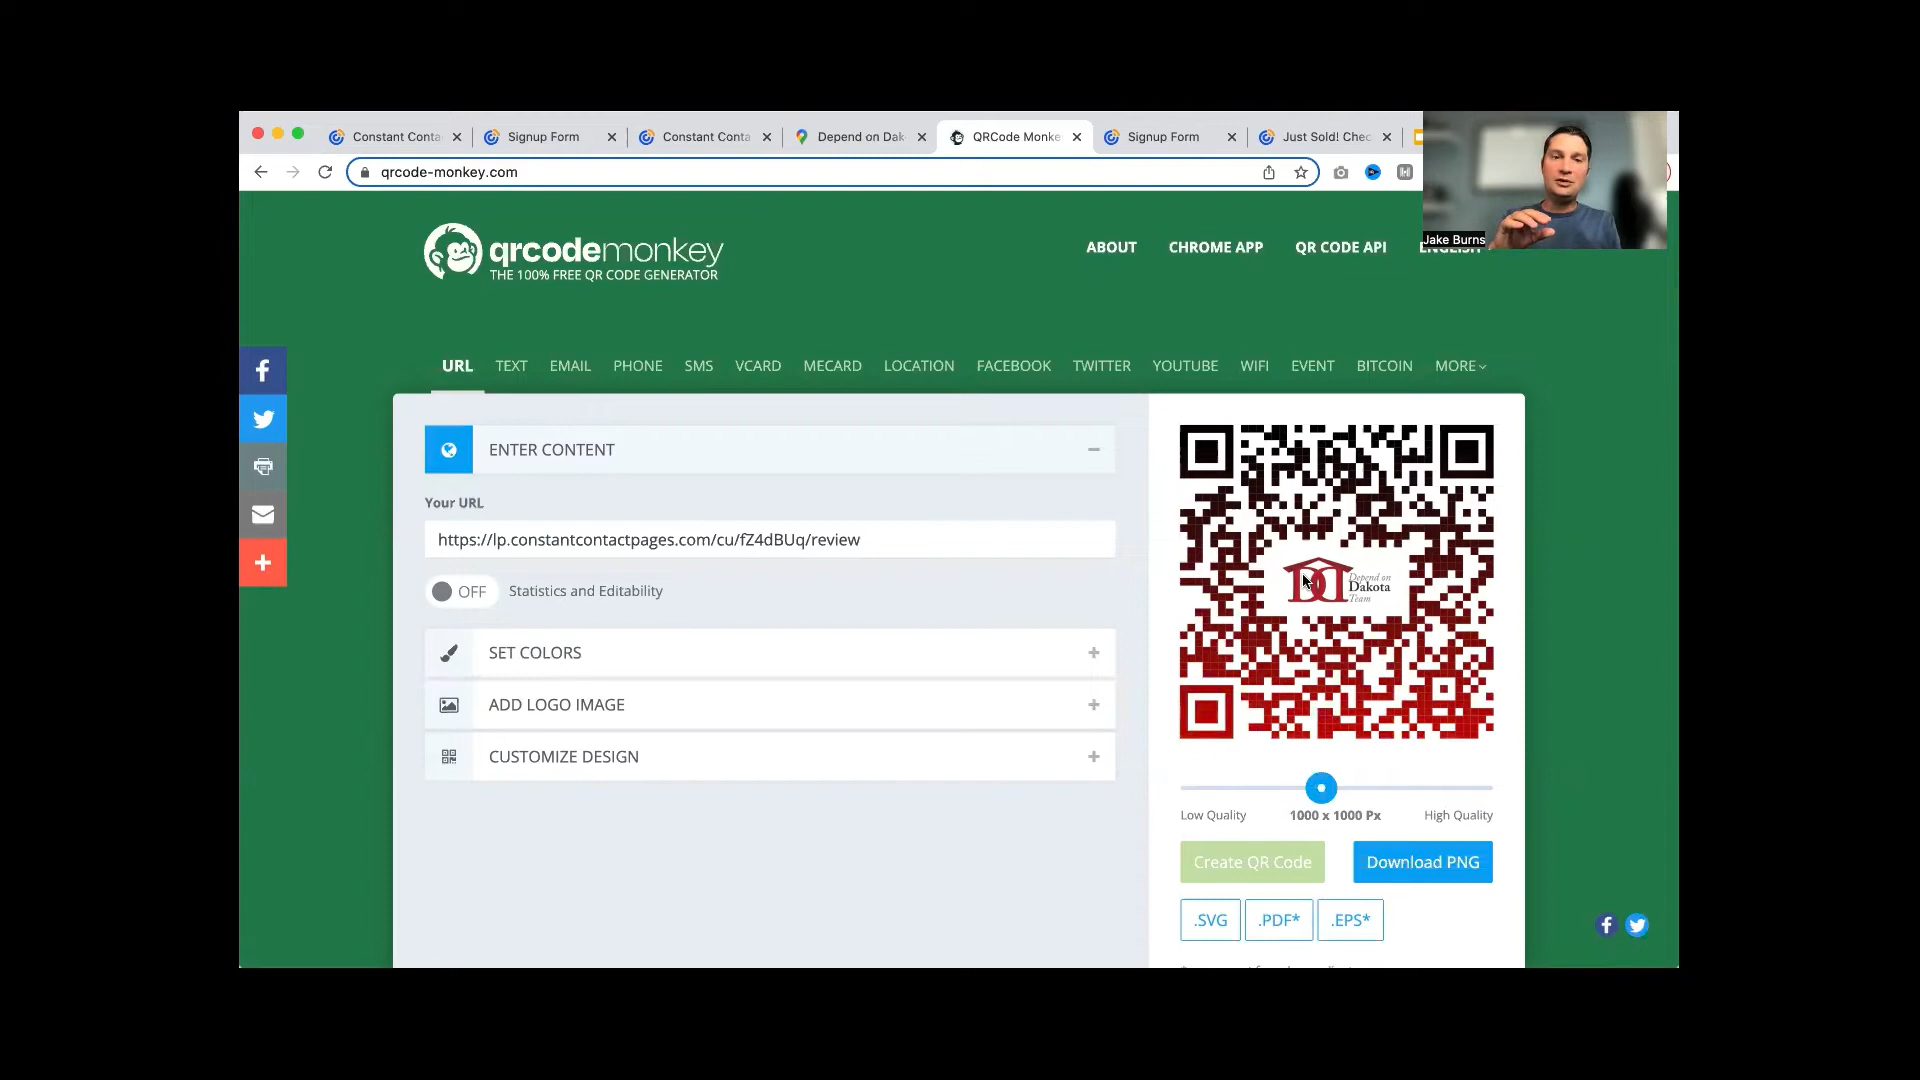 Constant Conta
Signup Form
Constant Conta
Depend on Dak
QRCode Monke
Signup Form
Just Sold! Chec
qrcode-monkey.com
Jake Burns
qrcodemonkey
THE 100% FREE QR CODE GENERATOR
ABOUT
CHROME APP
QR CODE API
ENGLISH
URL
TEXT
EMAIL
PHONE
SMS
VCARD
MECARD
LOCATION
FACEBOOK
TWITTER
YOUTUBE
WIFI
EVENT
BITCOIN
MORE
ENTER CONTENT
Your URL
https://lp.constantcontactpages.com/cu/fZ4dBUq/review
OFF
Statistics and Editability
SET COLORS
ADD LOGO IMAGE
CUSTOMIZE DESIGN
Depend on
Dakota
Team
Low Quality
1000 x 1000 Px
High Quality
Create QR Code
Download PNG
.SVG
.PDF*
.EPS*